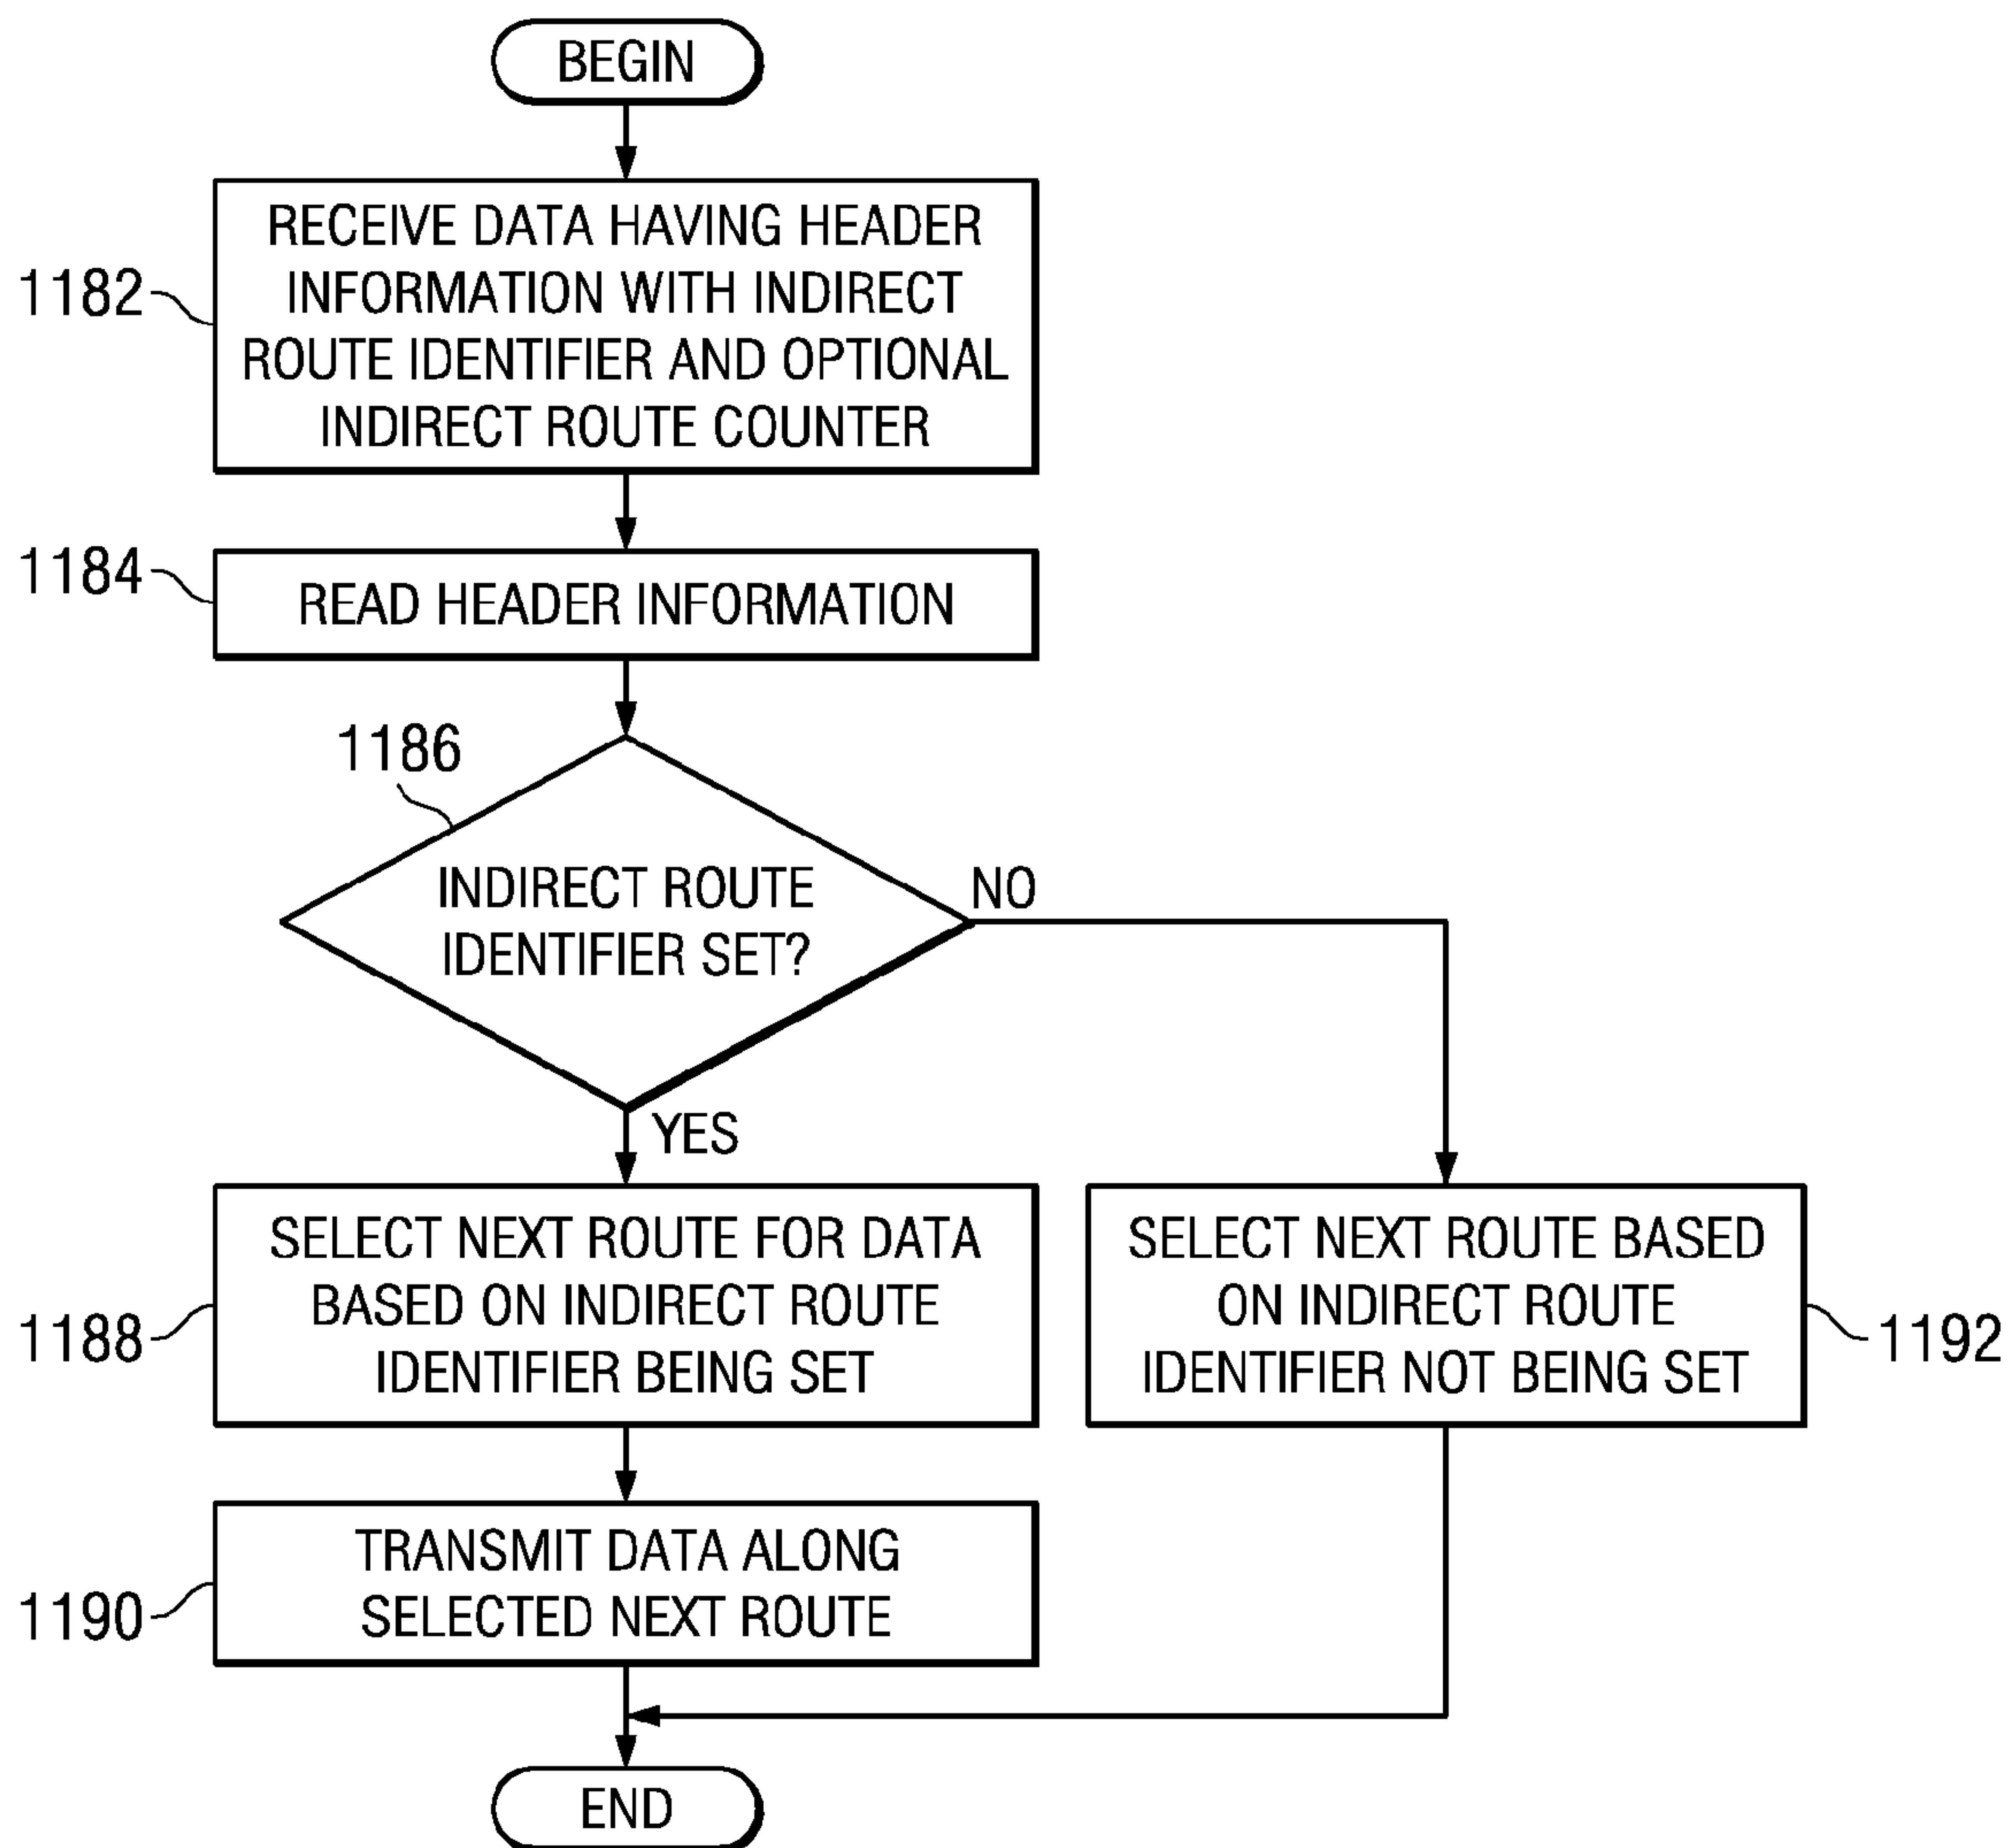 BEGIN
1182
RECEIVE DATA HAVING HEADER
INFORMATION WITH INDIRECT
ROUTE IDENTIFIER AND OPTIONAL
INDIRECT ROUTE COUNTER
1184
READ HEADER INFORMATION
1186
INDIRECT ROUTE
IDENTIFIER SET?
NO
YES
1188
SELECT NEXT ROUTE FOR DATA
BASED ON INDIRECT ROUTE
IDENTIFIER BEING SET
SELECT NEXT ROUTE BASED
ON INDIRECT ROUTE
IDENTIFIER NOT BEING SET
1192
1190
TRANSMIT DATA ALONG
SELECTED NEXT ROUTE
END